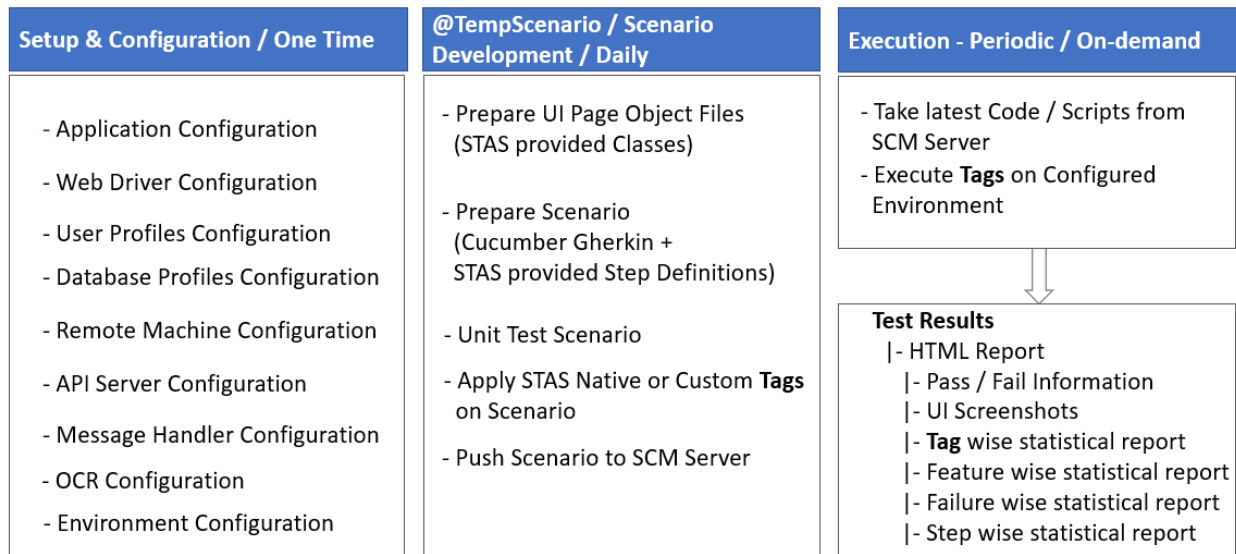 Setup & Configuration / One Time
- Application Configuration
- Web Driver Configuration
- User Profiles Configuration
- Database Profiles Configuration
- Remote Machine Configuration
- API Server Configuration
- Message Handler Configuration
- OCR Configuration
- Environment Configuration
@TempScenario / Scenario
Development / Daily
- Prepare UI Page Object Files
(STAS provided Classes)
- Prepare Scenario
(Cucumber Gherkin +
STAS provided Step Definitions)
- Unit Test Scenario
- Apply STAS Native or Custom Tags
on Scenario
- Push Scenario to SCM Server
Execution - Periodic / On-demand
- Take latest Code / Scripts from
SCM Server
- Execute Tags on Configured
Environment
Test Results
|- HTML Report
|- Pass / Fail Information
|- UI Screenshots
|- Tag wise statistical report
|- Feature wise statistical report
|- Failure wise statistical report
|- Step wise statistical report